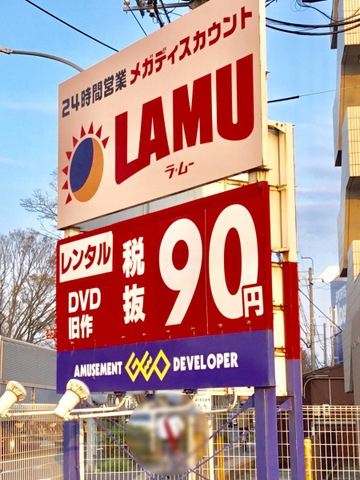 24時間営業 メガディスカウント
LAMU
ラ・ムー
レンタル
DVD
旧作
税抜
90円
AMUSEMENT GEO DEVELOPER